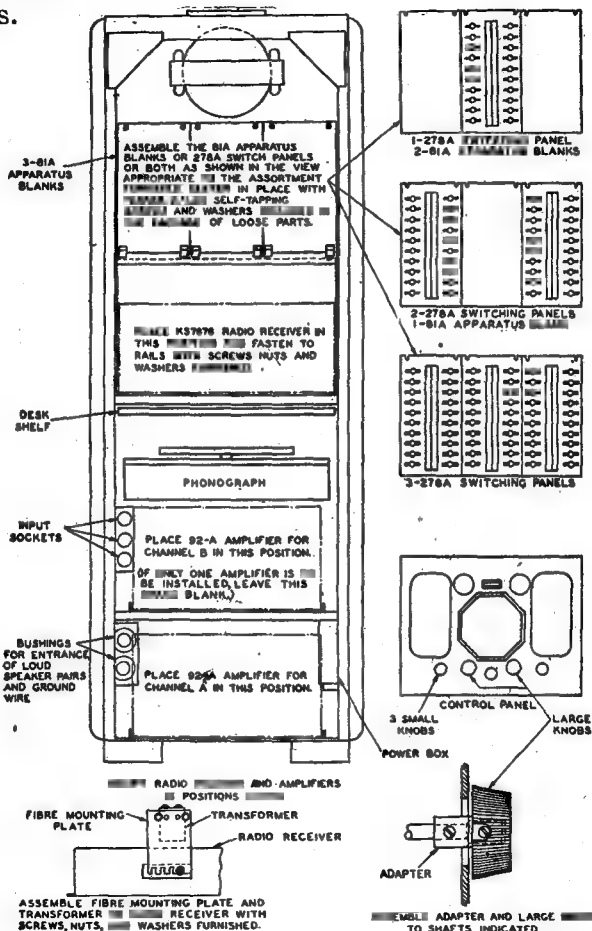 s.
3-81A
APPARATUS
BLANKS
ASSEMBLE THE 81A APPARATUS
BLANKS OR 278A SWITCH PANELS
OR BOTH AS SHOWN IN THE VIEW
APPROPRIATE THE ASSORTMENT
IN PLACE WITH
SELF-TAPPING
AND WASHERS
OF LOOSE PARTS.
1-278A PANEL
2-81A BLANKS
2-278A SWITCHING PANELS
1-81A APPARATUS
3-278A SWITCHING PANELS
KS7676 RADIO RECEIVER IN
THIS FASTEN TO
RAILS WITH SCREWS NUTS AND
WASHERS
DESK
SHELF
PHONOGRAPH
INPUT
SOCKETS
PLACE 92-A AMPLIFIER FOR
CHANNEL B IN THIS POSITION.
ONLY ONE AMPLIFIER IS
BE INSTALLED, LEAVE THIS
BLANK.)
BUSHINGS
FOR ENTRANCE
OF LOUD
SPEAKER PAIRS
AND GROUND
WIRE
PLACE 92-A AMPLIFIER FOR
CHANNEL A IN THIS POSITION.
POWER BOX
CONTROL PANEL
3 SMALL
KNOBS
LARGE
KNOBS
RADIO AND AMPLIFIERS
POSITIONS
FIBRE MOUNTING
PLATE
TRANSFORMER
RADIO RECEIVER
ASSEMBLE FIBRE MOUNTING PLATE AND
TRANSFORMER RECEIVER WITH
SCREWS, NUTS, WASHERS FURNISHED.
ADAPTER
ADAPTER AND LARGE
TO SHAFTS INDICATED